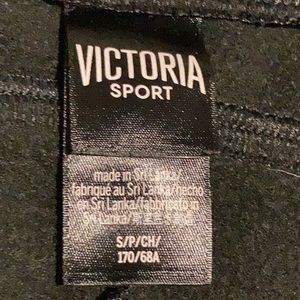 VICTORIA
SPORT
made in Sri Lanka/
fabriqué au Sri Lanka/hecho
en Sri Lanka/fabricado en
Sri Lanka/
S/P/CH/
170/68A